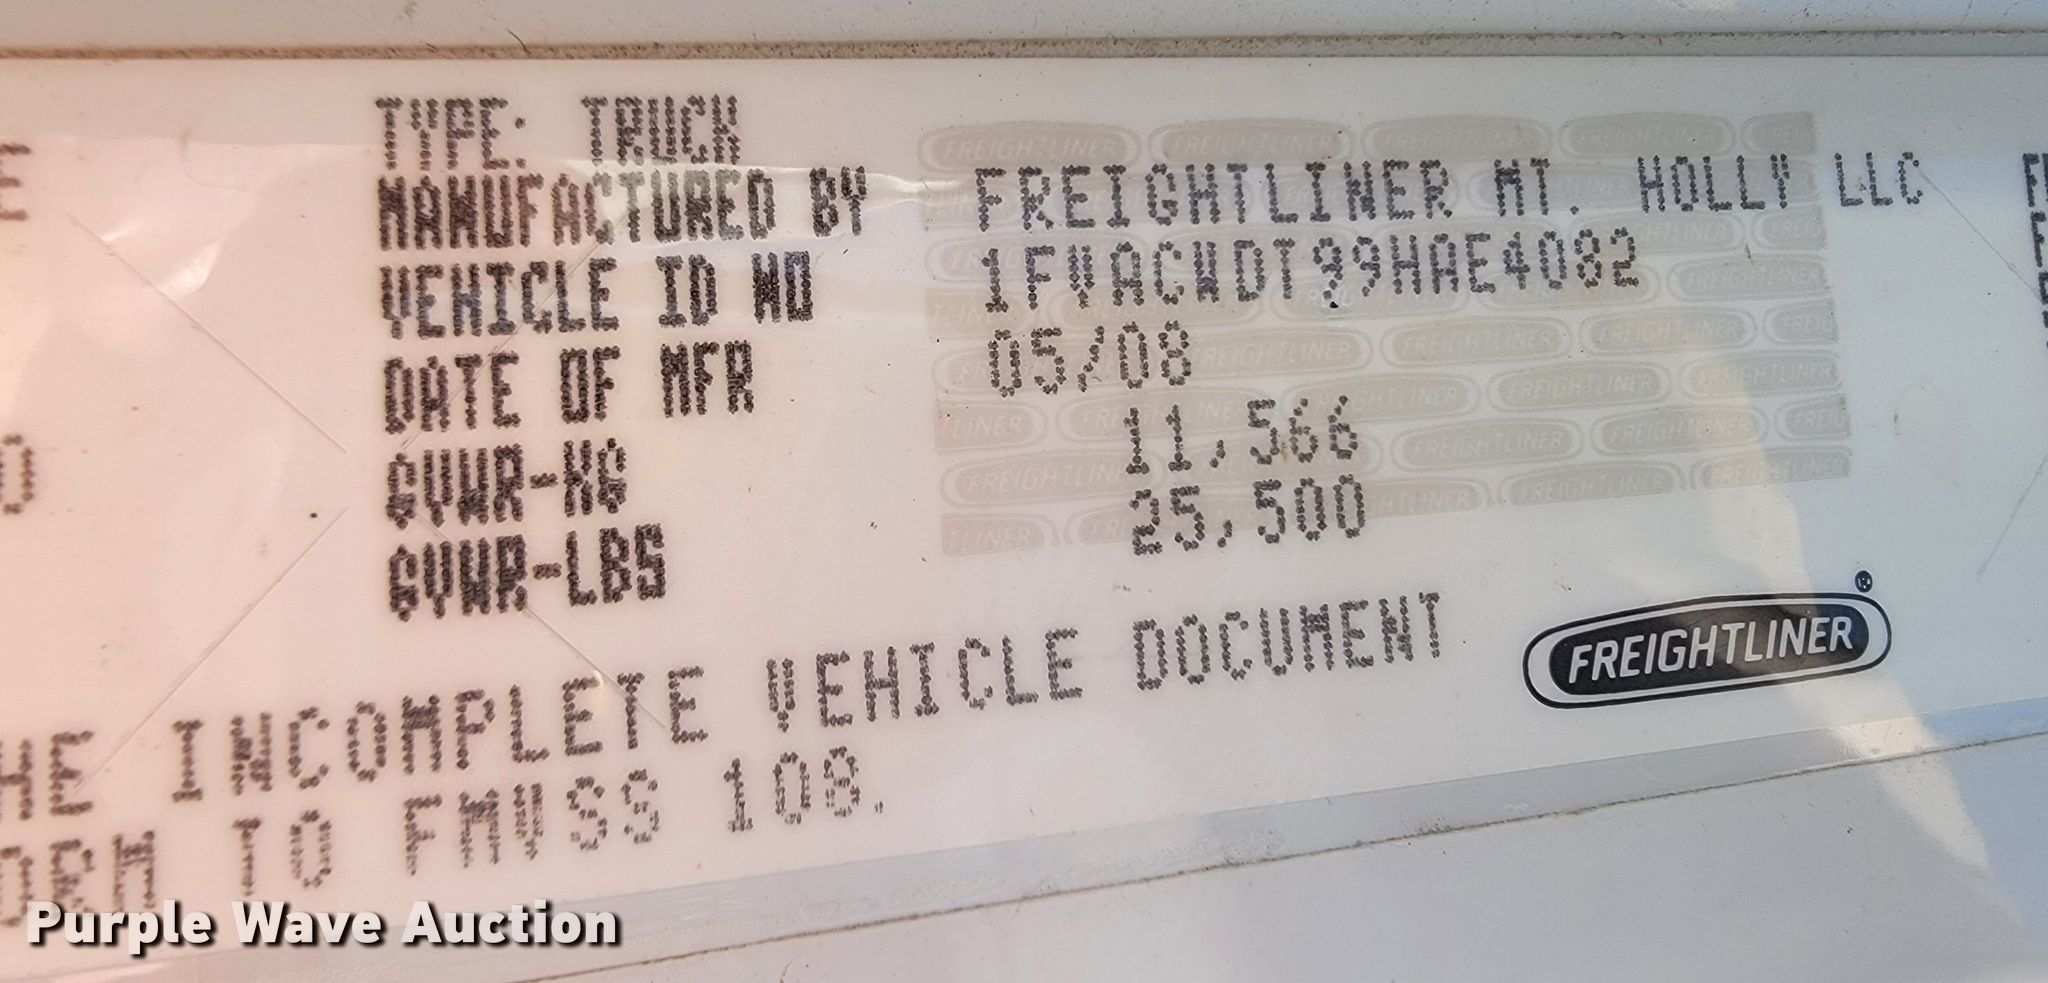 TYPE: TRUCK
MANUFACTURED BY FREIGHTLINER MT. HOLLY LLC
VEHICLE ID NO 1FVACWDT99HAE4082
DATE OF MFR 05/08
GVWR-KG 11,566
GVWR-LBS 25,500
INCOMPLETE VEHICLE DOCUMENT
TO FMVSS 108.
FREIGHTLINER®
Purple Wave Auction